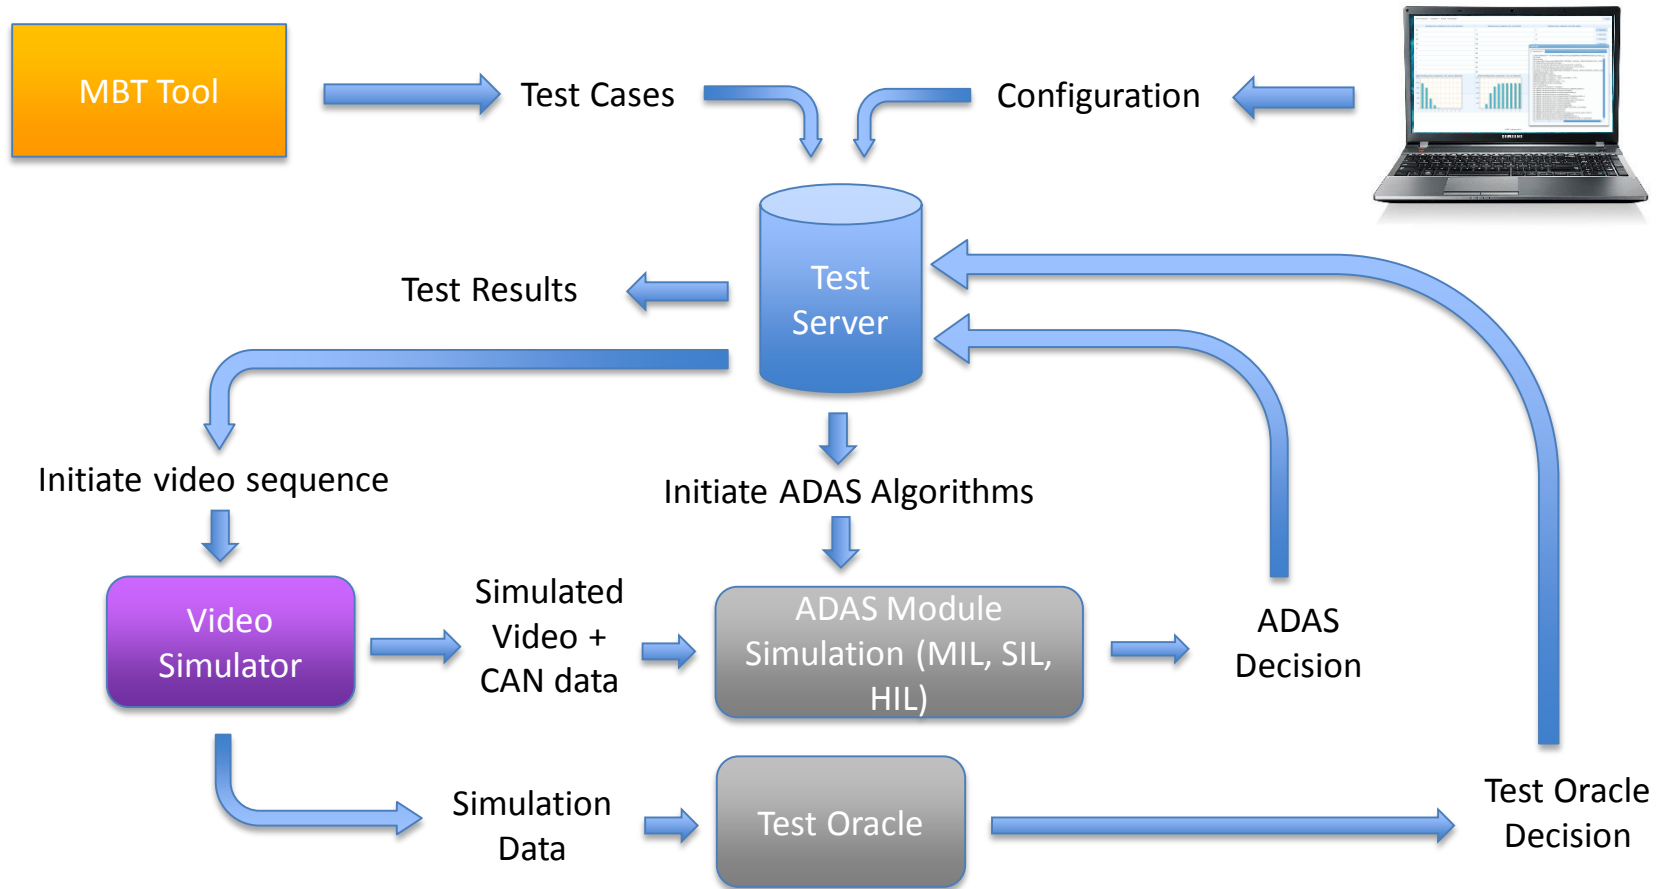 MBT Tool
Test Cases
Configuration
SAMSUNG
Test Results
Test
Server
Initiate video sequence
Initiate ADAS Algorithms
Video
Simulator
Simulated
Video +
CAN data
ADAS Module
Simulation (MIL, SIL,
HIL)
ADAS
Decision
Simulation
Data
Test Oracle
Test Oracle
Decision